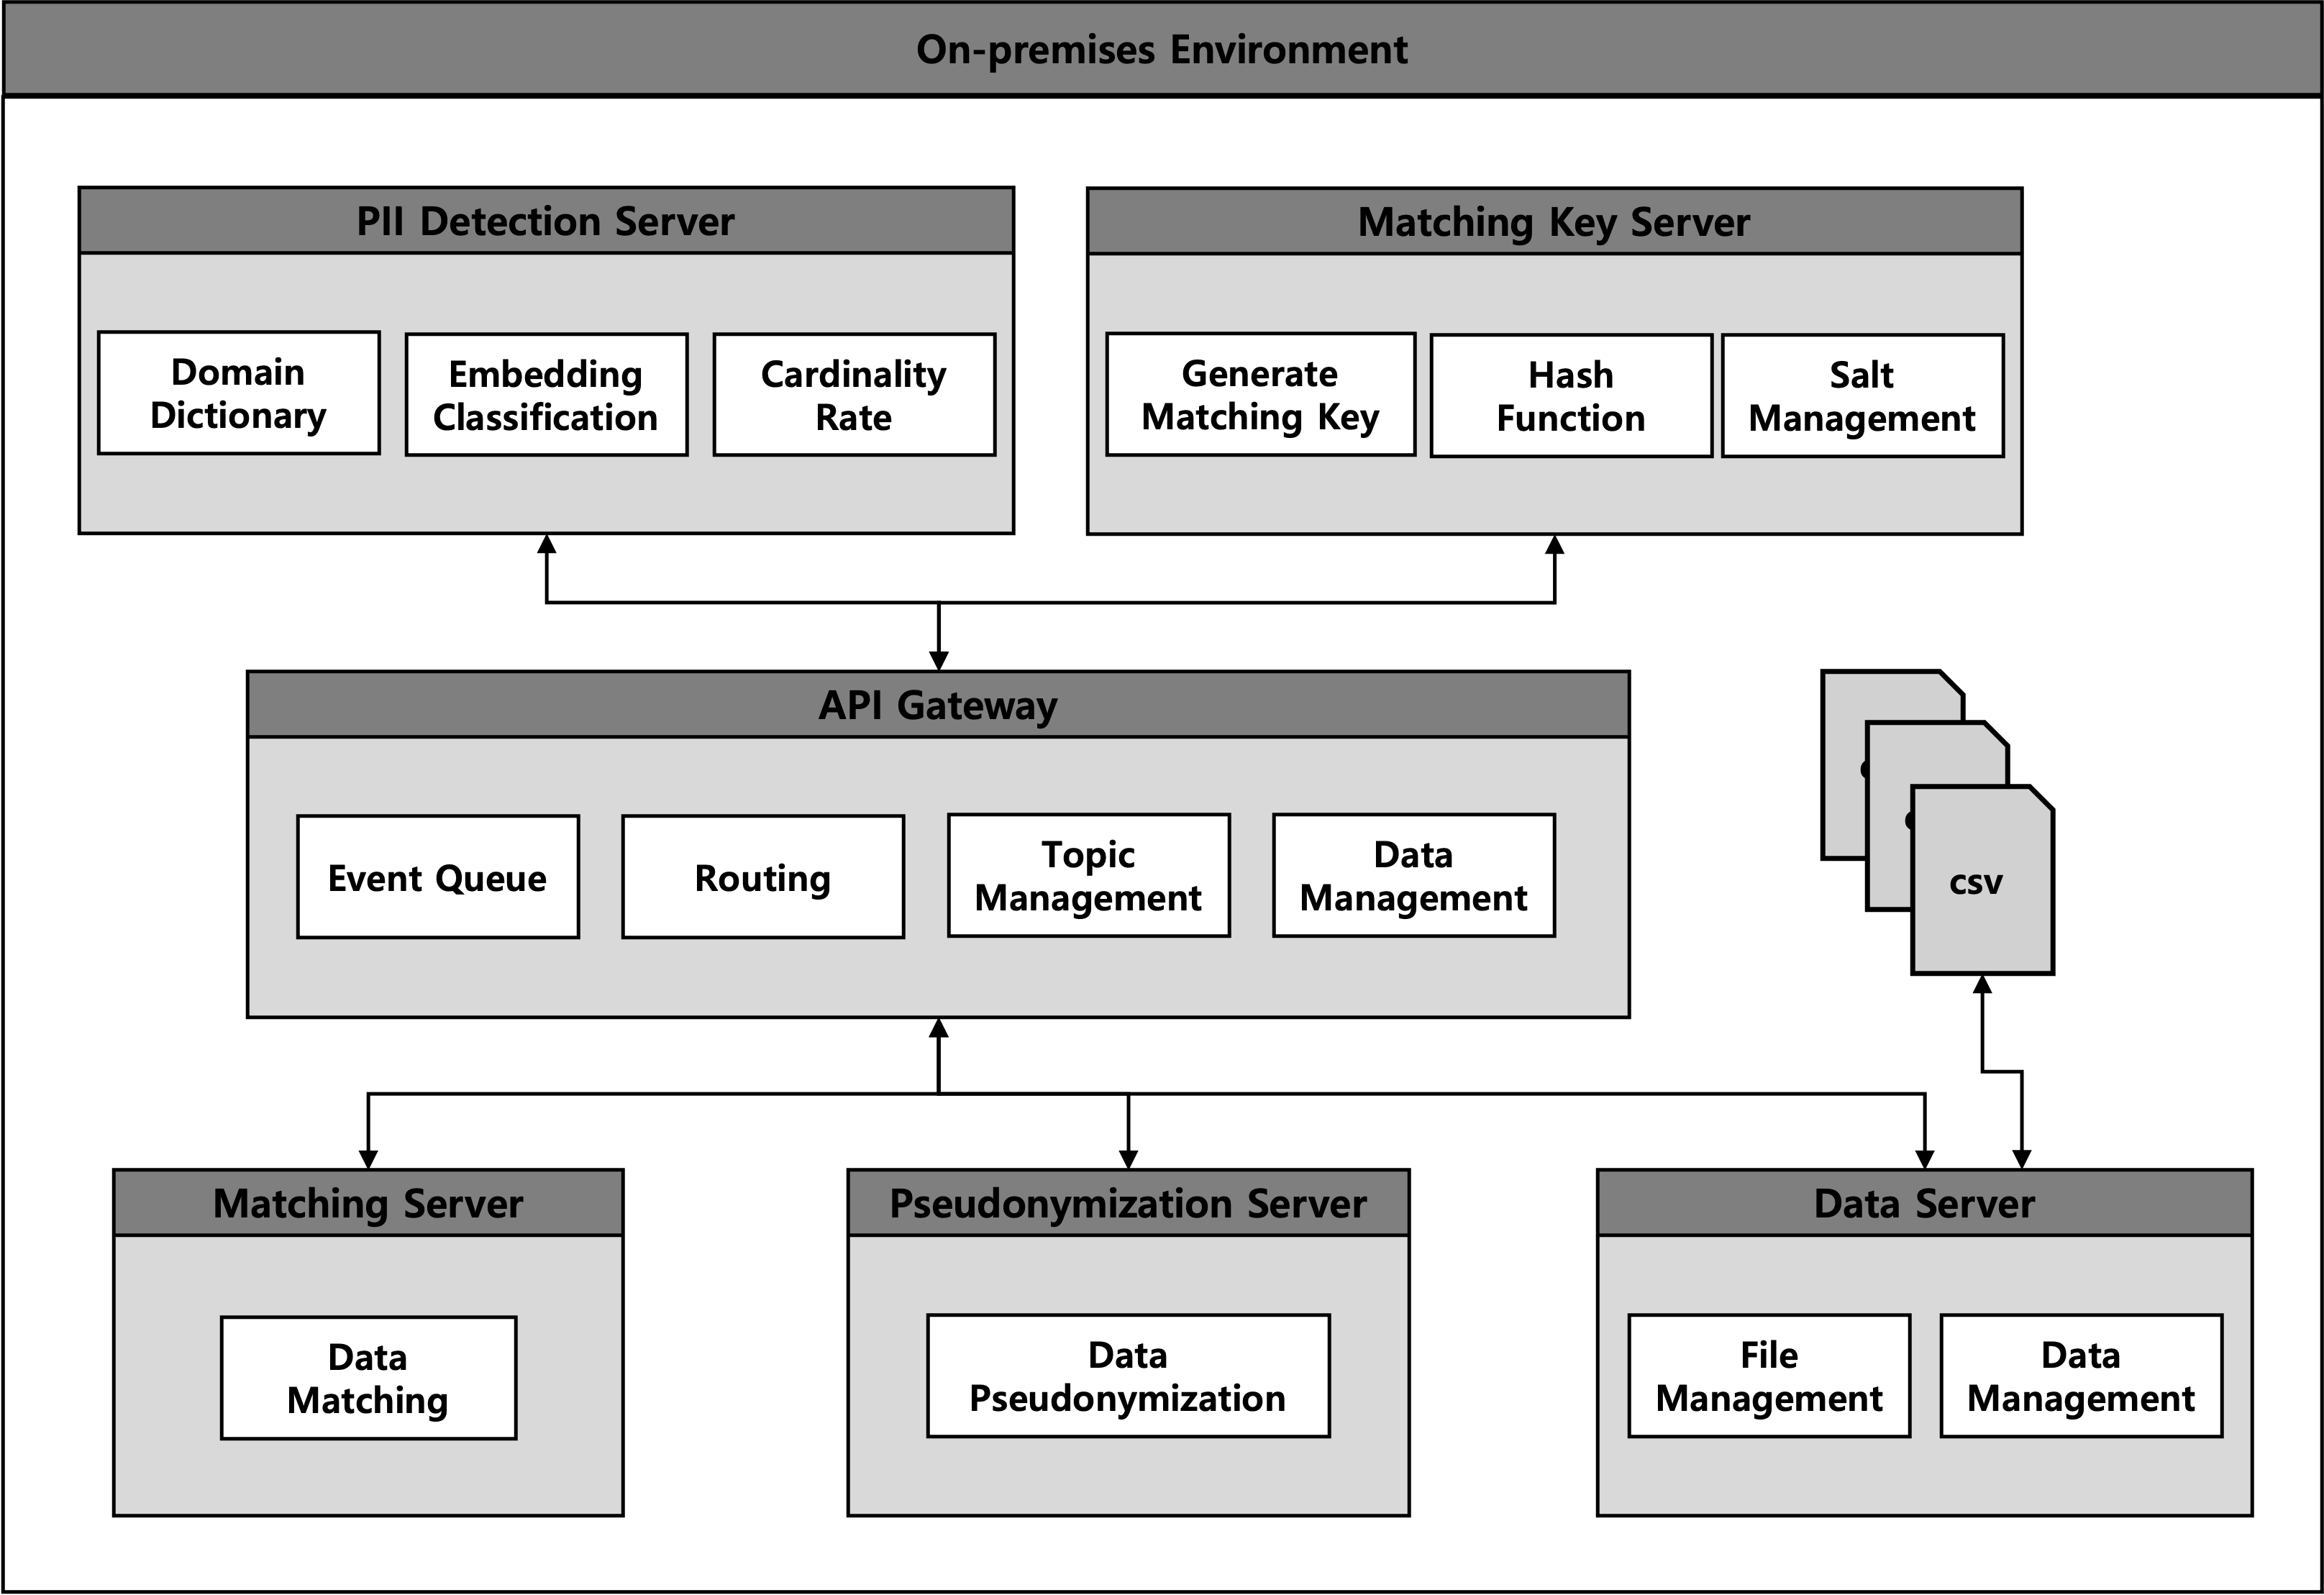 On-premises Environment
PII Detection Server
Domain
Dictionary
Embedding
Classification
Cardinality
Rate
Matching Key Server
Generate
Matching Key
Hash
Function
Salt
Management
API Gateway
Event Queue
Routing
Topic
Management
Data
Management
csv
Matching Server
Data
Matching
Pseudonymization Server
Data
Pseudonymization
Data Server
File
Management
Data
Management